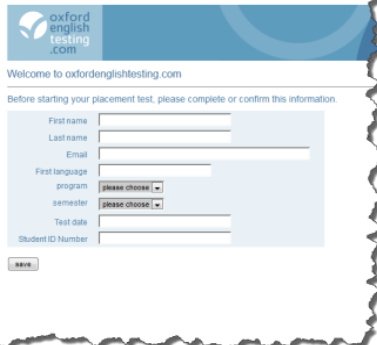 oxford
english
testing
.com
Welcome to oxfordenglishtesting.com
Before starting your placement test, please complete or confirm this information.
First name
Last name
Email
First language
program please choose
semester please choose
Test date
Student ID Number
save